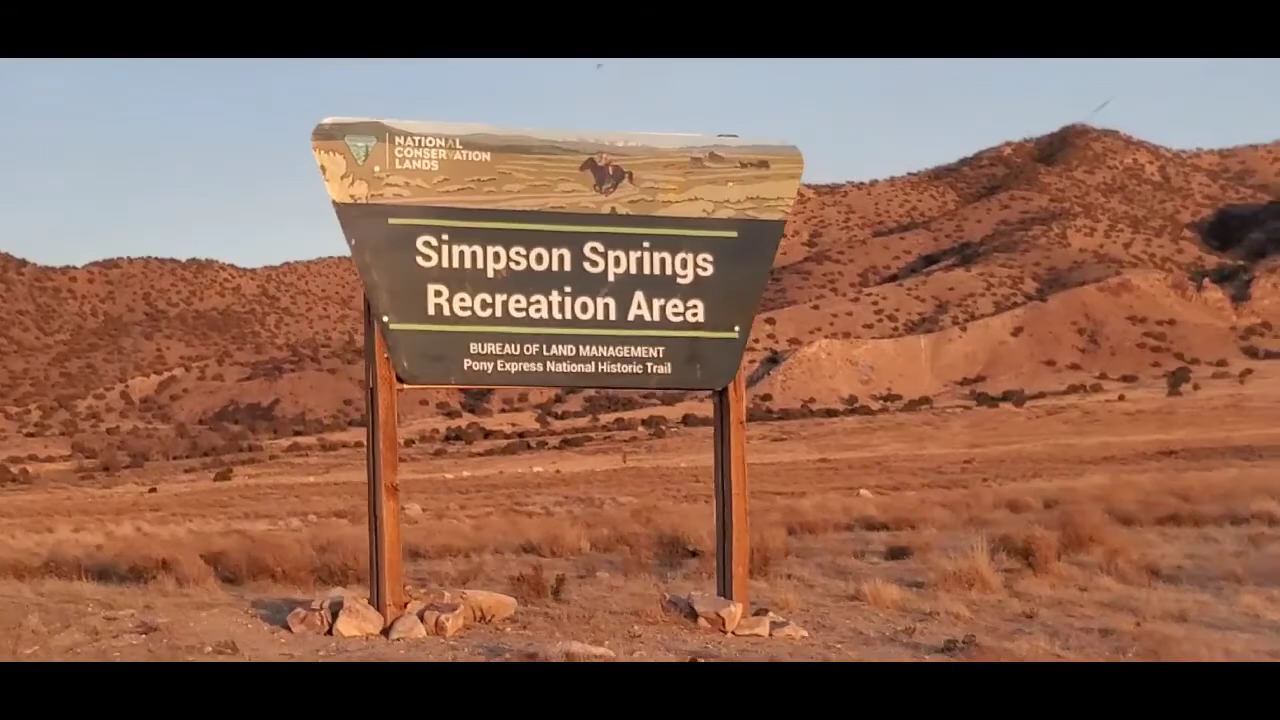 NATIONAL
CONSERVATION
LANDS
Simpson Springs
Recreation Area
BUREAU OF LAND MANAGEMENT
Pony Express National Historic Trail